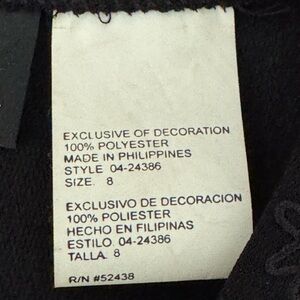 EXCLUSIVE OF DECORATION
100% POLYESTER
MADE IN PHILIPPINES
STYLE 04-24386
SIZE. 8
EXCLUSIVO DE DECORACION
100% POLIESTER
HECHO EN FILIPINAS
ESTILO. 04-24386
TALLA. 8
R/N #52438